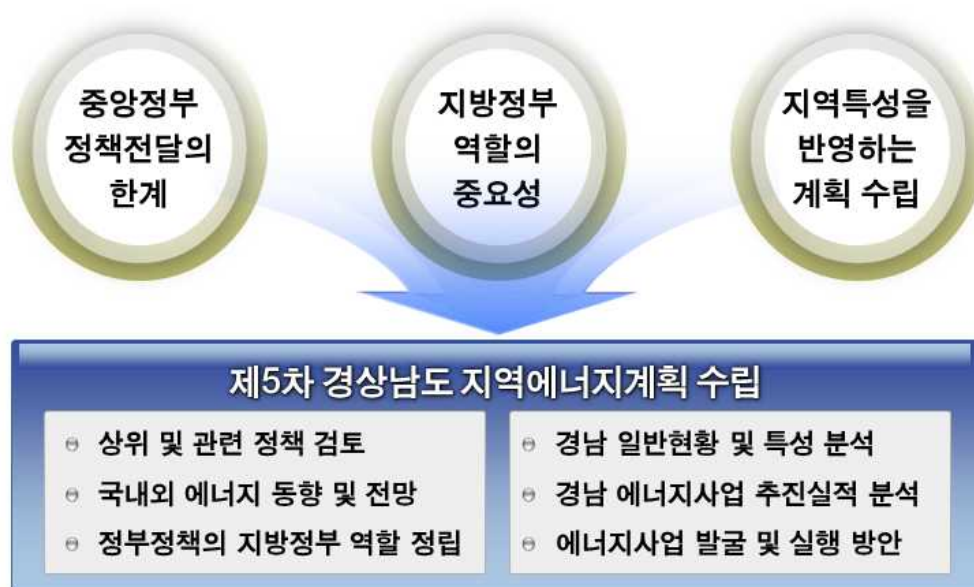 중앙정부
정책전달의
한계
지방정부
역할의
중요성
지역특성을
반영하는
계획 수립
제5차 경상남도 지역에너지계획 수립
상위 및 관련 정책 검토
국내외 에너지 동향 및 전망
정부정책의 지방정부 역할 정립
경남 일반현황 및 특성 분석
경남 에너지사업 추진실적 분석
에너지사업 발굴 및 실행 방안